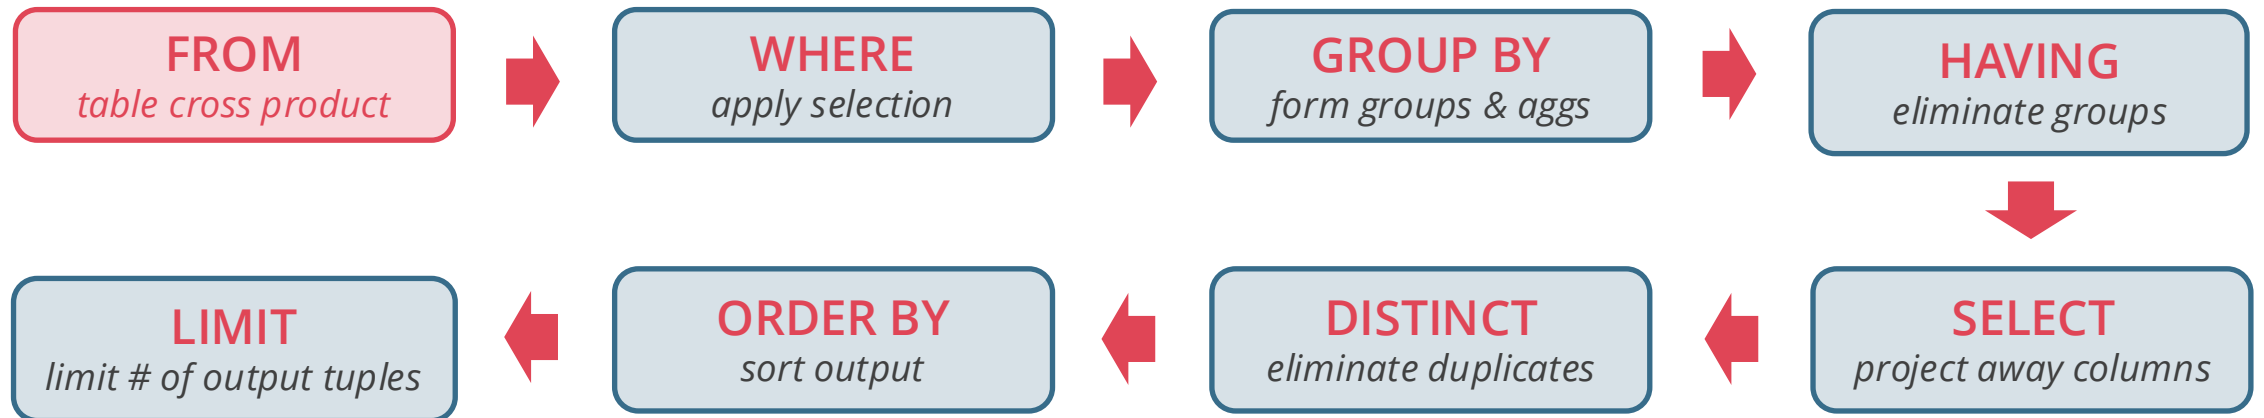 FROM
table cross product
WHERE
apply selection
GROUP BY
form groups & aggs
HAVING
eliminate groups
SELECT
project away columns
DISTINCT
eliminate duplicates
ORDER BY
sort output
LIMIT
limit # of output tuples